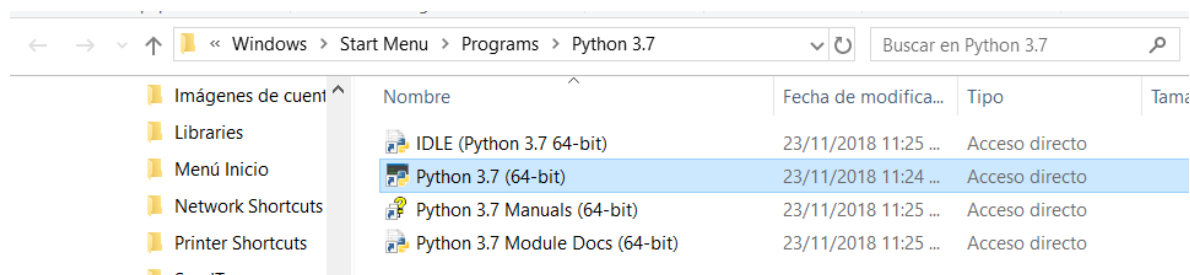 « Windows > Start Menu > Programs > Python 3.7
Buscar en Python 3.7
Imágenes de cuent
Libraries
Menú Inicio
Network Shortcuts
Printer Shortcuts
Nombre Fecha de modifica... Tipo Tama
IDLE (Python 3.7 64-bit) 23/11/2018 11:25 ... Acceso directo
Python 3.7 (64-bit) 23/11/2018 11:24 ... Acceso directo
Python 3.7 Manuals (64-bit) 23/11/2018 11:25 ... Acceso directo
Python 3.7 Module Docs (64-bit) 23/11/2018 11:25 ... Acceso directo